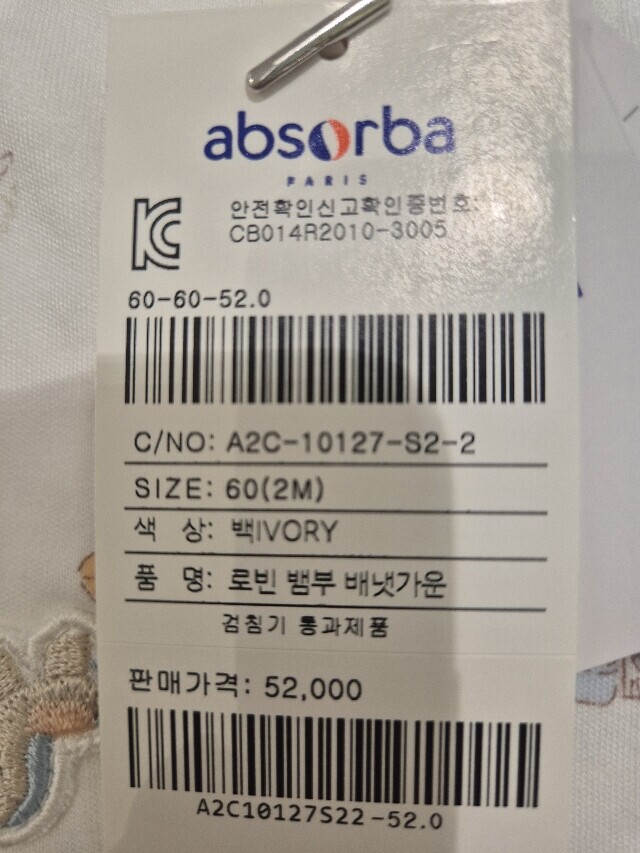 absorba
PARIS
안전확인신고확인증번호:
CB014R2010-3005
60-60-52.0
C/NO: A2C-10127-S2-2
SIZE: 60(2M)
색 상: 백IVORY
품 명: 로빈 뱀부 배냇가운
검침기 통과제품
판매가격: 52,000
A2C10127S22-52.0